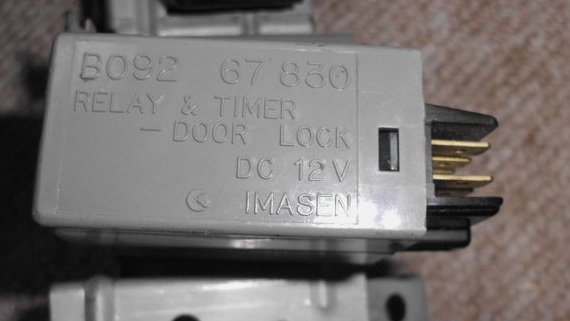 B092 67 830
RELAY & TIMER
- DOOR LOCK
DC 12V
IMASEN